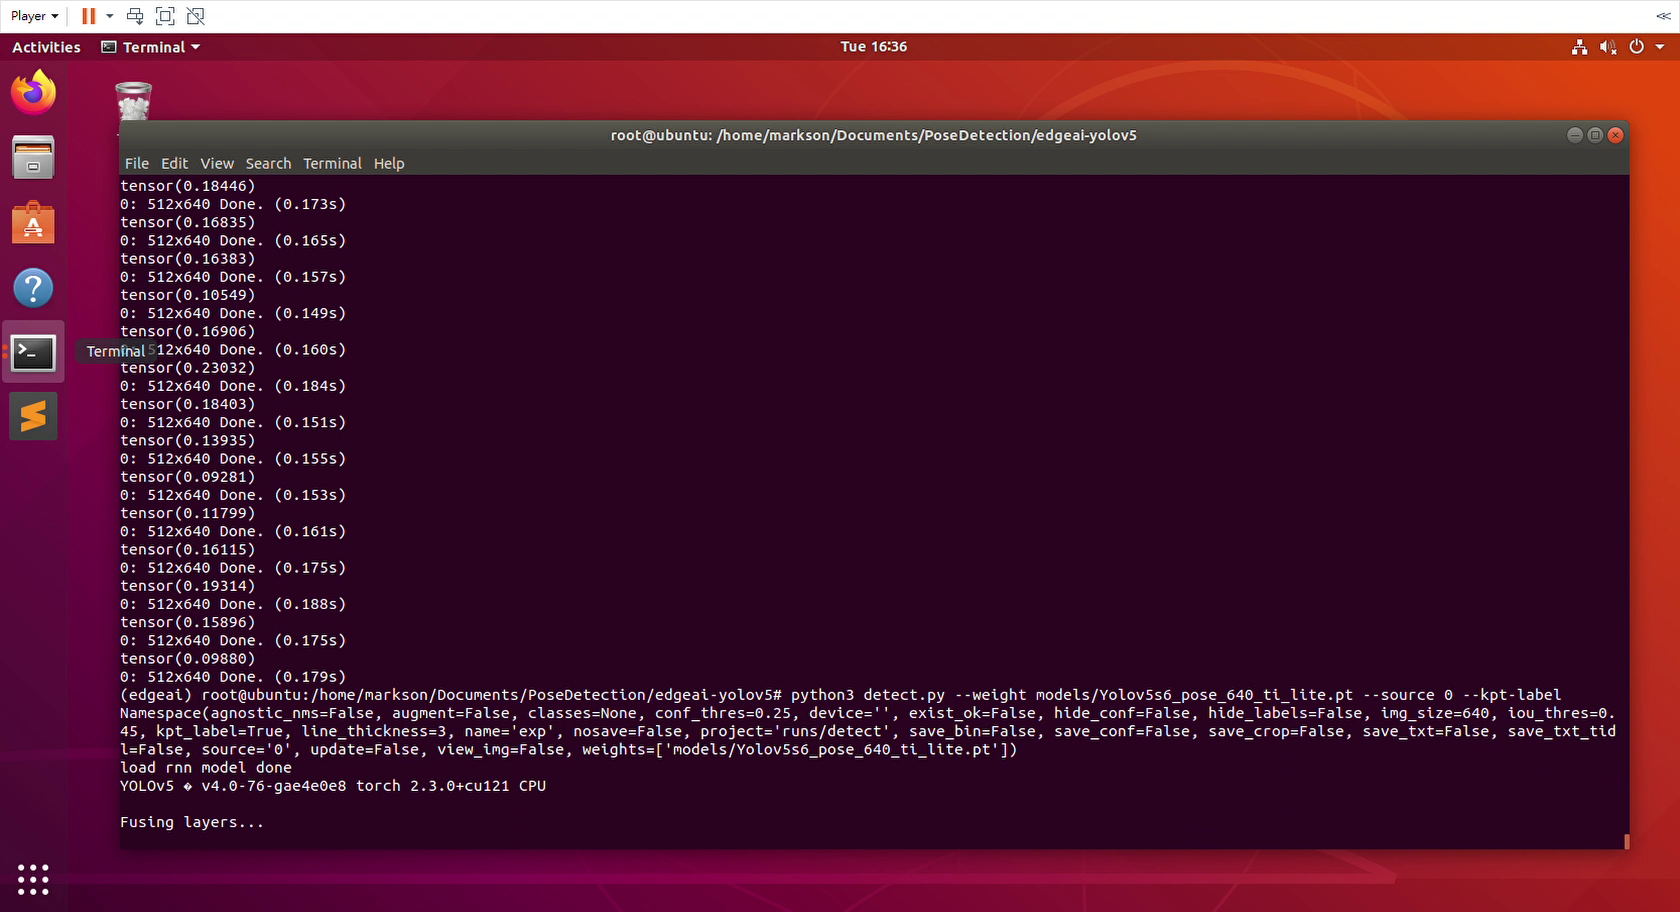 Player
Activities
Terminal
Tue 16:36
root@ubuntu: /home/markson/Documents/PoseDetection/edgeai-yolov5
File Edit View Search Terminal Help
tensor(0.18446)
0: 512x640 Done. (0.173s)
tensor(0.16835)
0: 512x640 Done. (0.165s)
tensor(0.16383)
0: 512x640 Done. (0.157s)
tensor(0.10549)
0: 512x640 Done. (0.149s)
tensor(0.16906)
Terminal
512x640 Done. (0.160s)
tensor(0.23032)
0: 512x640 Done. (0.184s)
tensor(0.18403)
0: 512x640 Done. (0.151s)
tensor(0.13935)
0: 512x640 Done. (0.155s)
tensor(0.09281)
0: 512x640 Done. (0.153s)
tensor(0.11799)
0: 512x640 Done. (0.161s)
tensor(0.16115)
0: 512x640 Done. (0.175s)
tensor(0.19314)
0: 512x640 Done. (0.188s)
tensor(0.15896)
0: 512x640 Done. (0.175s)
tensor(0.09880)
0: 512x640 Done. (0.179s)
(edgeai) root@ubuntu:/home/markson/Documents/PoseDetection/edgeai-yolov5# python3 detect.py --weight models/Yolov5s6_pose_640_ti_lite.pt --source 0 --kpt-label
Namespace(agnostic_nms=False, augment=False, classes=None, conf_thres=0.25, device='', exist_ok=False, hide_conf=False, hide_labels=False, img_size=640, iou_thres=0.
45, kpt_label=True, line_thickness=3, name='exp', nosave=False, project='runs/detect', save_bin=False, save_conf=False, save_crop=False, save_txt=False, save_txt_tid
l=False, source='0', update=False, view_img=False, weights=['models/Yolov5s6_pose_640_ti_lite.pt'])
load rnn model done
YOLOv5 � v4.0-76-gae4e0e8 torch 2.3.0+cu121 CPU
Fusing layers...